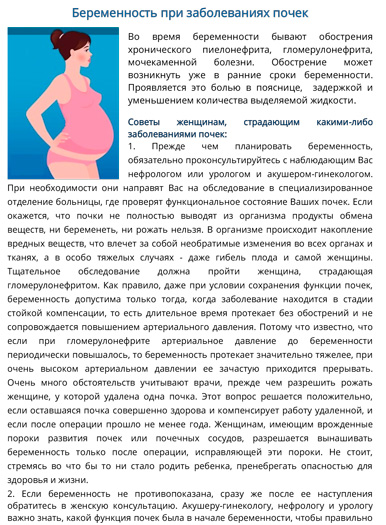 Беременность при заболеваниях почек
Во время беременности бывают обострения
хронического пиелонефрита, гломерулонефрита,
мочекаменной болезни. Обострение может
возникнуть уже в ранние сроки беременности.
Проявляется это болью в пояснице, задержкой и
уменьшением количества выделяемой жидкости.
Советы женщинам, страдающим какими-либо
заболеваниями почек:
1. Прежде чем планировать беременность,
обязательно проконсультируйтесь с наблюдающим Вас
нефрологом или урологом и акушером-гинекологом.
При необходимости они направят Вас на обследование в специализированное
отделение больницы, где проверят функциональное состояние Ваших почек. Если
окажется, что почки не полностью выводят из организма продукты обмена
веществ, ни беременеть, ни рожать нельзя. В организме происходит накопление
вредных веществ, что влечет за собой необратимые изменения во всех органах и
тканях, а в особо тяжелых случаях - даже гибель плода и самой женщины.
Тщательное обследование должна пройти женщина, страдающая
гломерулонефритом. Как правило, даже при условии сохранения функции почек,
беременность допустима только тогда, когда заболевание находится в стадии
стойкой компенсации, то есть длительное время протекает без обострений и не
сопровождается повышением артериального давления. Потому что известно, что
если при гломерулонефрите артериальное давление до беременности
периодически повышалось, то беременность протекает значительно тяжелее, при
очень высоком артериальном давлении ее зачастую приходится прерывать.
Очень много обстоятельств учитывают врачи, прежде чем разрешить рожать
женщине, у которой удалена одна почка. Этот вопрос решается положительно,
если оставшаяся почка совершенно здорова и компенсирует работу удаленной, и
если после операции прошло не менее года. Женщинам, имеющим врожденные
пороки развития почек или почечных сосудов, разрешается вынашивать
беременность только после операции, исправляющей эти пороки. Не стоит,
стремясь во что бы то ни стало родить ребенка, пренебрегать опасностью для
здоровья и жизни.
2. Если беременность не противопоказана, сразу же после ее наступления
обратитесь в женскую консультацию. Акушеру-гинекологу, нефрологу и урологу
важно знать, какой функция почек была в начале беременности, чтобы правильно